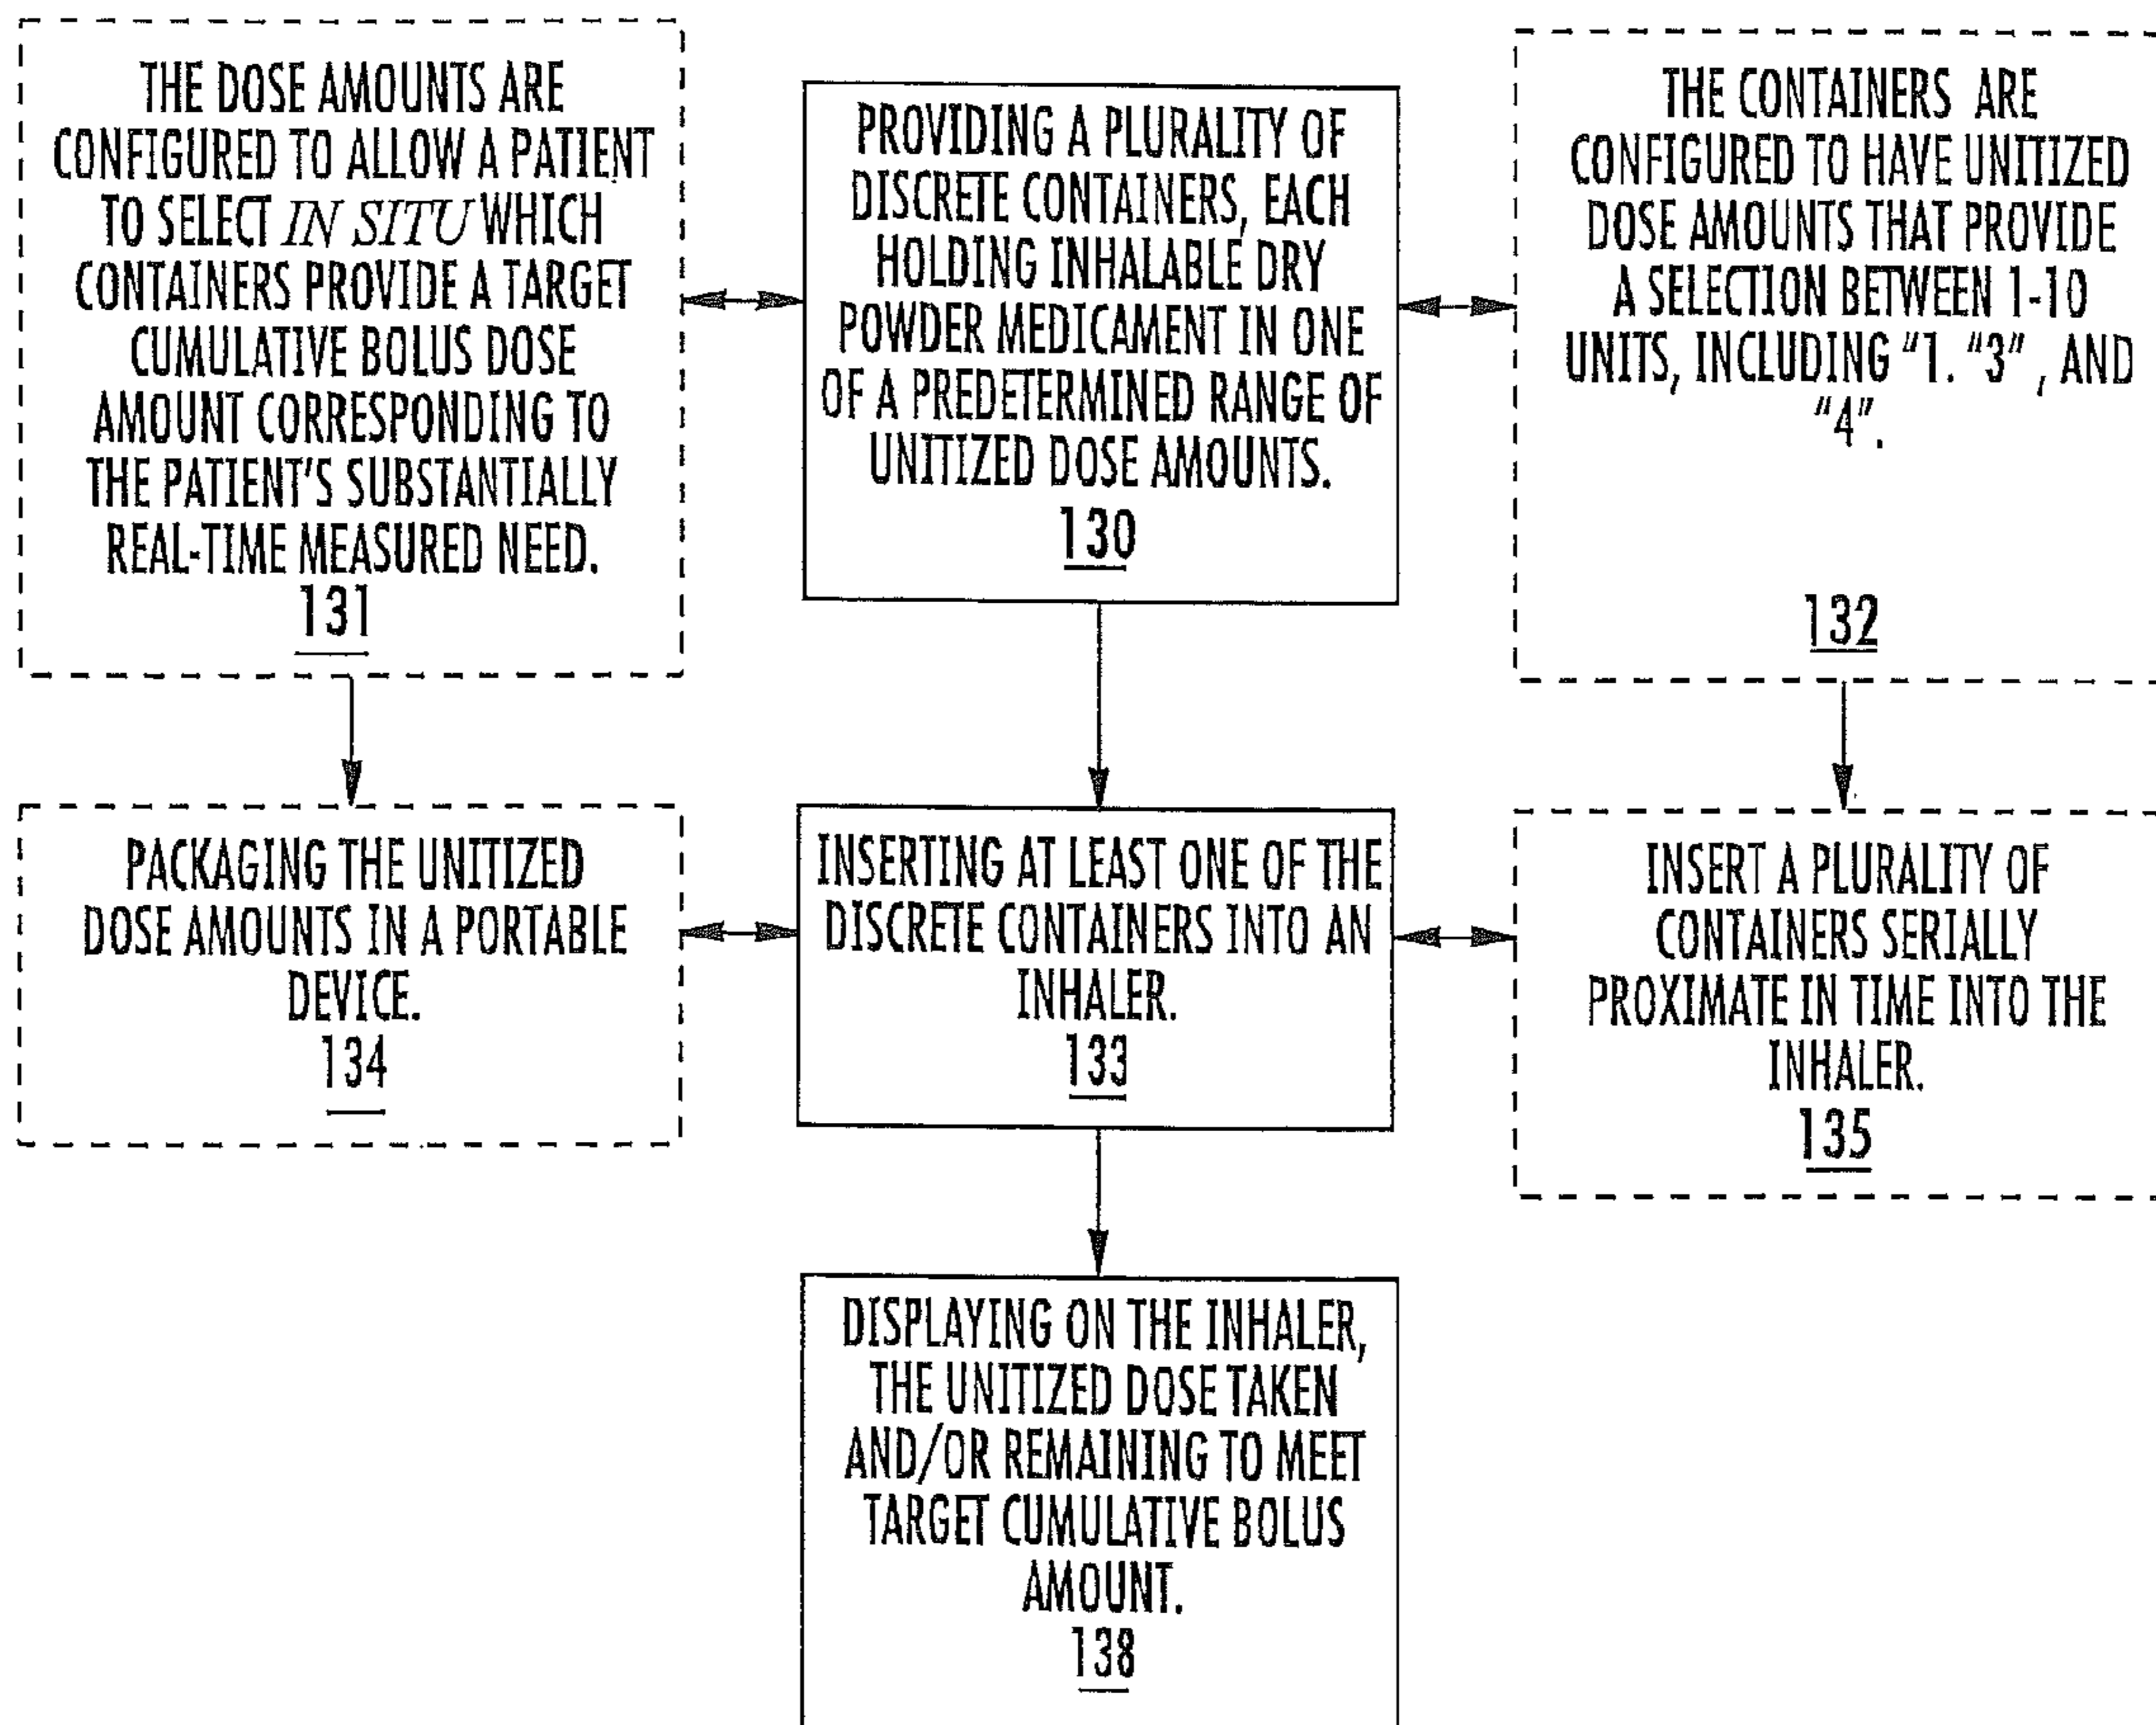 THE DOSE AMOUNTS ARE
CONFIGURED TO ALLOW A PATIENT
TO SELECT IN SITU WHICH
CONTAINERS PROVIDE A TARGET
CUMULATIVE BOLUS DOSE
AMOUNT CORRESPONDING TO
THE PATIENT'S SUBSTANTIALLY
REAL-TIME MEASURED NEED.
131
PROVIDING A PLURALITY OF
DISCRETE CONTAINERS, EACH
HOLDING INHALABLE DRY
POWDER MEDICAMENT IN ONE
OF A PREDETERMINED RANGE OF
UNITIZED DOSE AMOUNTS.
130
THE CONTAINERS ARE
CONFIGURED TO HAVE UNITIZED
DOSE AMOUNTS THAT PROVIDE
A SELECTION BETWEEN 1-10
UNITS, INCLUDING "1. "3", AND
"4".
132
PACKAGING THE UNITIZED
DOSE AMOUNTS IN A PORTABLE
DEVICE.
134
INSERTING AT LEAST ONE OF THE
DISCRETE CONTAINERS INTO AN
INHALER.
133
INSERT A PLURALITY OF
CONTAINERS SERIALLY
PROXIMATE IN TIME INTO THE
INHALER.
135
DISPLAYING ON THE INHALER,
THE UNITIZED DOSE TAKEN
AND/OR REMAINING TO MEET
TARGET CUMULATIVE BOLUS
AMOUNT.
138